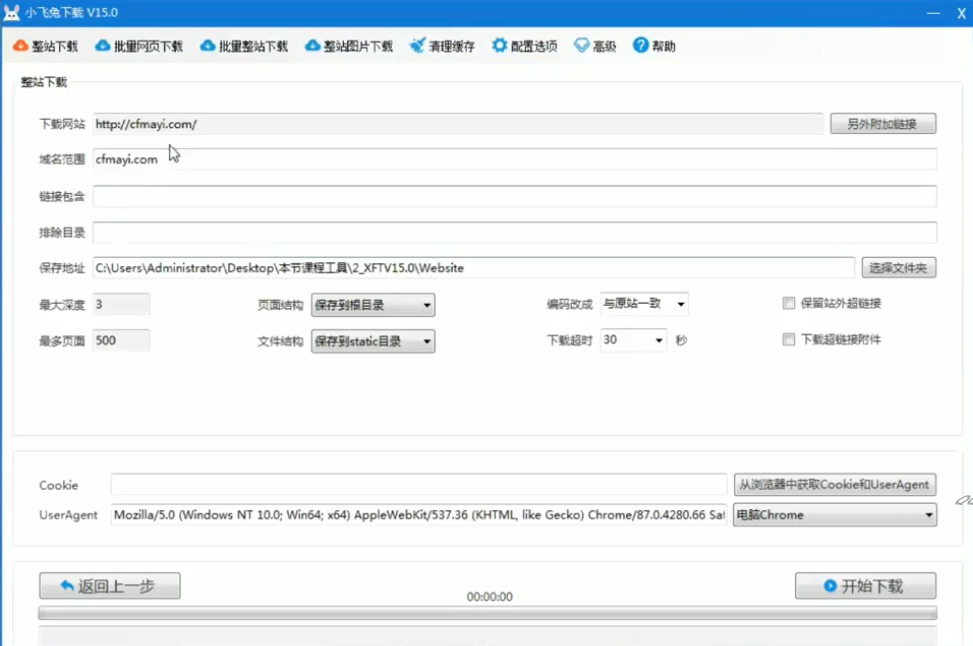 小飞兔下载 V15.0
整站下载 批量网页下载 批量整站下载 整站图片下载 清理缓存 配置选项 高级 帮助
整站下载
下载网站 http://cfmayi.com/ 另外附加链接
域名范围 cfmayi.com
链接包含
排除目录
保存地址 C:\Users\Administrator\Desktop\本节课程工具\2_XFTV15.0\Website 选择文件夹
最大深度 3 页面结构 保存到根目录 编码改成 与原站一致 保留站外超链接
最多页面 500 文件结构 保存到static目录 下载超时 30 秒 下载超链接附件
Cookie 从浏览器中获取Cookie和UserAgent
UserAgent Mozilla/5.0 (Windows NT 10.0; Win64; x64) AppleWebKit/537.36 (KHTML, like Gecko) Chrome/87.0.4280.66 Saf 电脑Chrome
返回上一步 00:00:00 开始下载